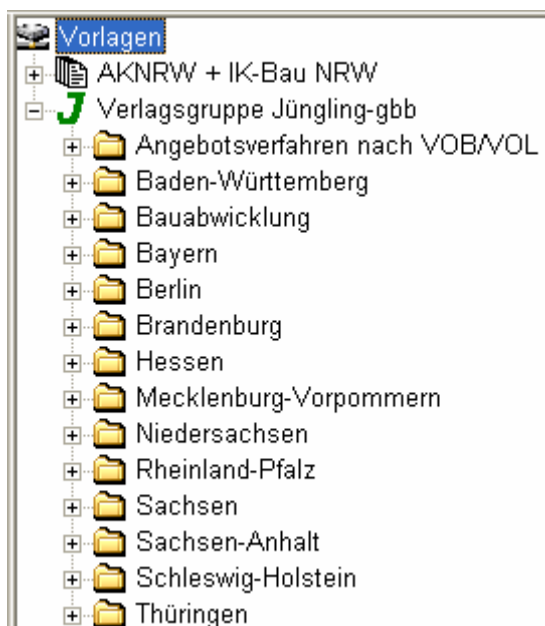 Vorlagen
AKNRW + IK-Bau NRW
Verlagsgruppe Jüngling-gbb
Angebotsverfahren nach VOB/VOL
Baden-Württemberg
Bauabwicklung
Bayern
Berlin
Brandenburg
Hessen
Mecklenburg-Vorpommern
Niedersachsen
Rheinland-Pfalz
Sachsen
Sachsen-Anhalt
Schleswig-Holstein
Thüringen